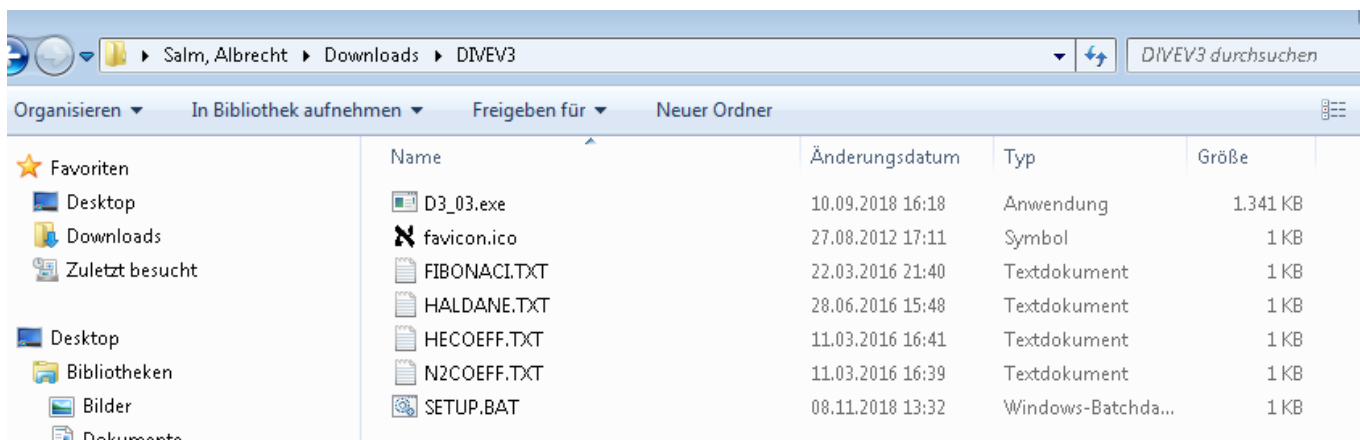 Salm, Albrecht Downloads DIVEV3 DIVEV3 durchsuchen
Organisieren In Bibliothek aufnehmen Freigeben für Neuer Ordner
Favoriten
Desktop
Downloads
Zuletzt besucht
Desktop
Bibliotheken
Bilder
Dokumente
Name Änderungsdatum Typ Größe
D3_03.exe 10.09.2018 16:18 Anwendung 1.341 KB
favicon.ico 27.08.2012 17:11 Symbol 1 KB
FIBONACI.TXT 22.03.2016 21:40 Textdokument 1 KB
HALDANE.TXT 28.06.2016 15:48 Textdokument 1 KB
HECOEFF.TXT 11.03.2016 16:41 Textdokument 1 KB
N2COEFF.TXT 11.03.2016 16:39 Textdokument 1 KB
SETUP.BAT 08.11.2018 13:32 Windows-Batchda... 1 KB